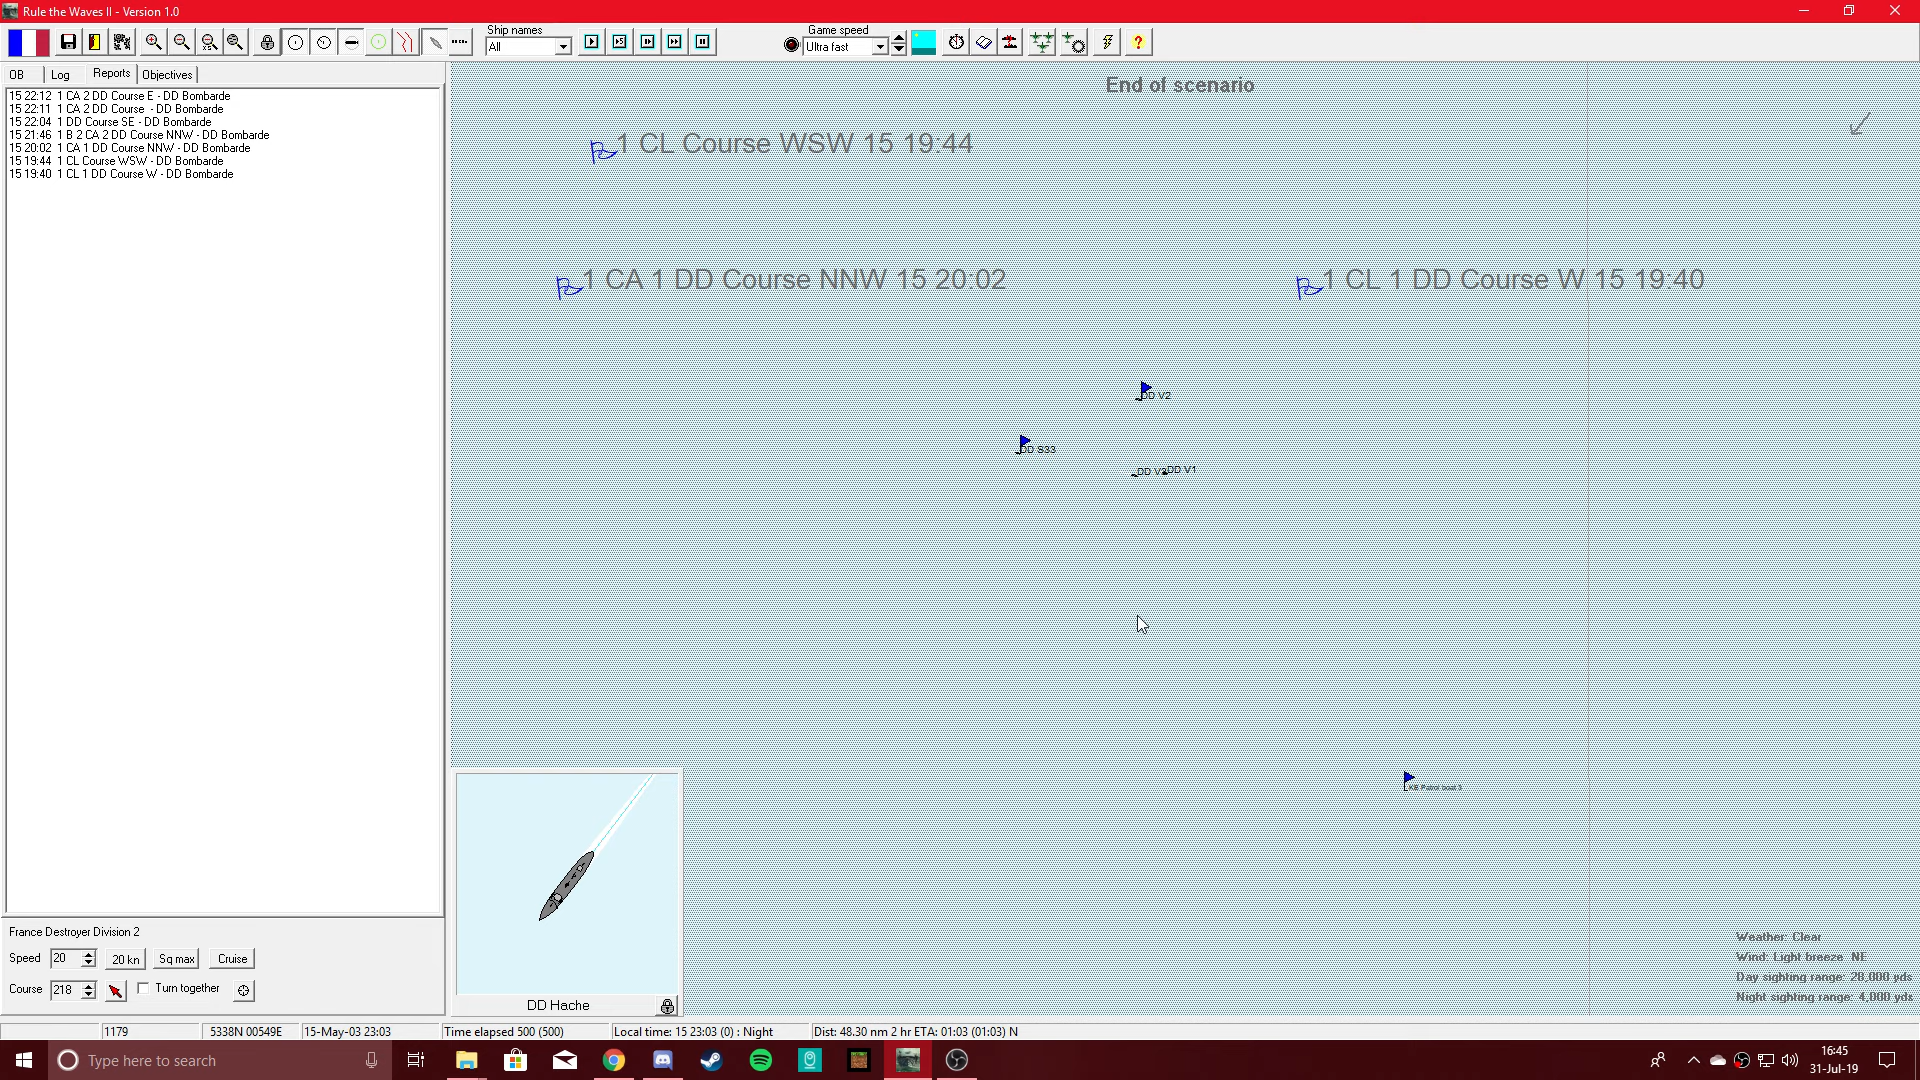 Rule the Waves II - Version 1.0
Ship names
All
Game speed
Ultra fast
OB
Log
Reports
Objectives
15 22:12 1 CA 2 DD Course E - DD Bombarde
15 22:11 1 CA 2 DD Course - DD Bombarde
15 22:04 1 DD Course SE - DD Bombarde
15 21:46 1 B 2 CA 2 DD Course NNW - DD Bombarde
15 20:02 1 CA 1 DD Course NNW - DD Bombarde
15 19:44 1 CL Course WSW - DD Bombarde
15 19:40 1 CL 1 DD Course W - DD Bombarde
End of scenario
1 CL Course WSW 15 19:44
1 CA 1 DD Course NNW 15 20:02
1 CL 1 DD Course W 15 19:40
DD V2
DD S33
DD V1
KE Patrol boat 3
France Destroyer Division 2
Speed 20 20 kn Sq max Cruise
Course 218 Turn together
DD Hache
Weather: Clear
Wind: Light breeze NE
Day sighting range: 28,000 yds
Night sighting range: 4,000 yds
1179
5338N 00549E
15-May-03 23:03
Time elapsed 500 (500)
Local time: 15 23:03 (0) : Night
Dist: 48.30 nm 2 hr ETA: 01:03 (01:03) N
Type here to search
16:45
31-Jul-19